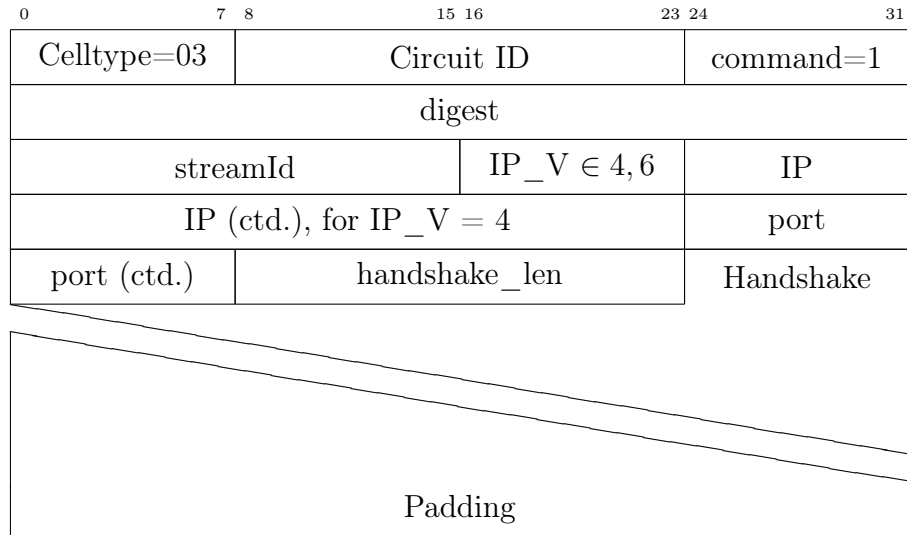 0 7 8 15 16 23 24 31
Celltype=03 Circuit ID command=1
digest
streamId IP_V ∈ 4, 6 IP
IP (ctd.), for IP_V = 4 port
port (ctd.) handshake_len Handshake
Padding